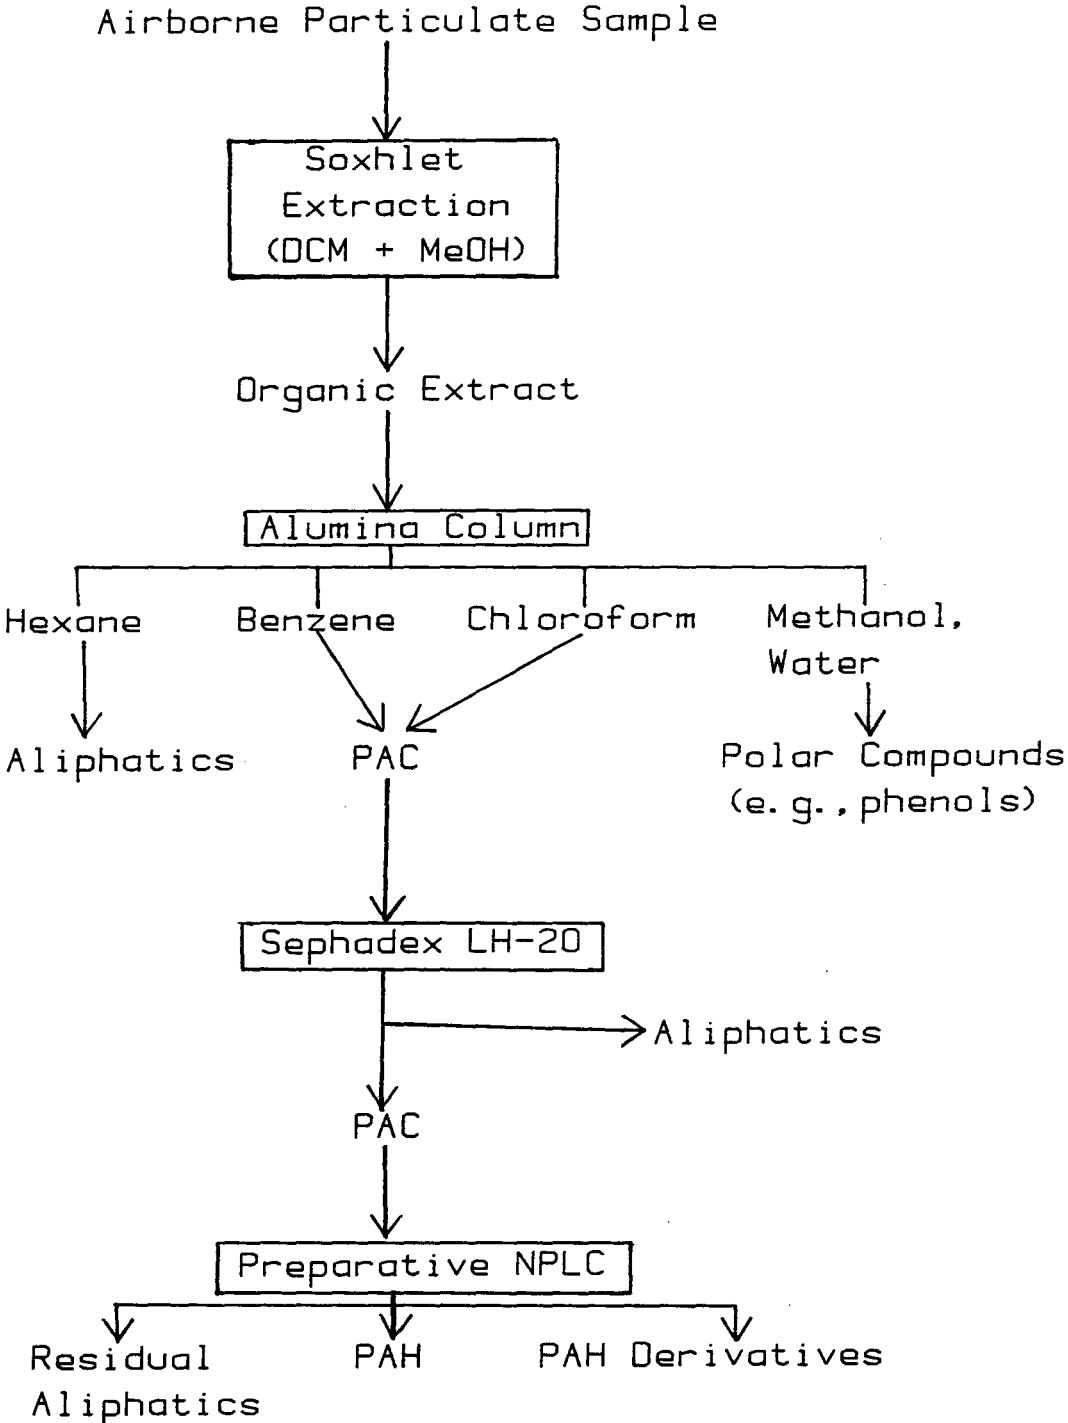 Airborne Particulate Sample
Soxhlet
Extraction
(DCM + MeOH)
Organic Extract
Alumina Column
Hexane
Benzene
Chloroform
Methanol,
Water
Aliphatics
PAC
Polar Compounds
(e.g., phenols)
Sephadex LH-20
Aliphatics
PAC
Preparative NPLC
Residual
Aliphatics
PAH
PAH Derivatives